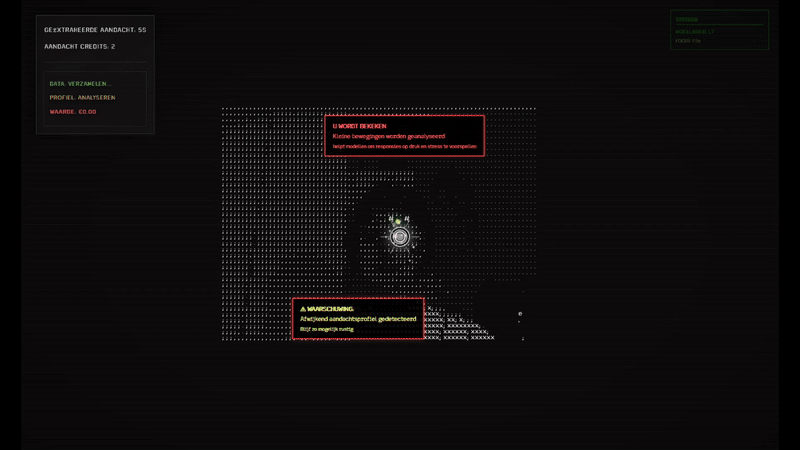 GEëXTRAHEERDE AANDACHT: 55
AANDACHT CREDITS: 2
DATA VERZAMELEN...
PROFIEL ANALYSEREN
WAARDE: €0.00
U WORDT BEKEKEN
Kleine bewegingen worden geanalyseerd
helpt modellen om responsies op druk en stress te voorspellen
⚠ WAARSCHUWING:
Afwijkend aandachtsprofiel gedetecteerd
Blijf zo mogelijk rustig